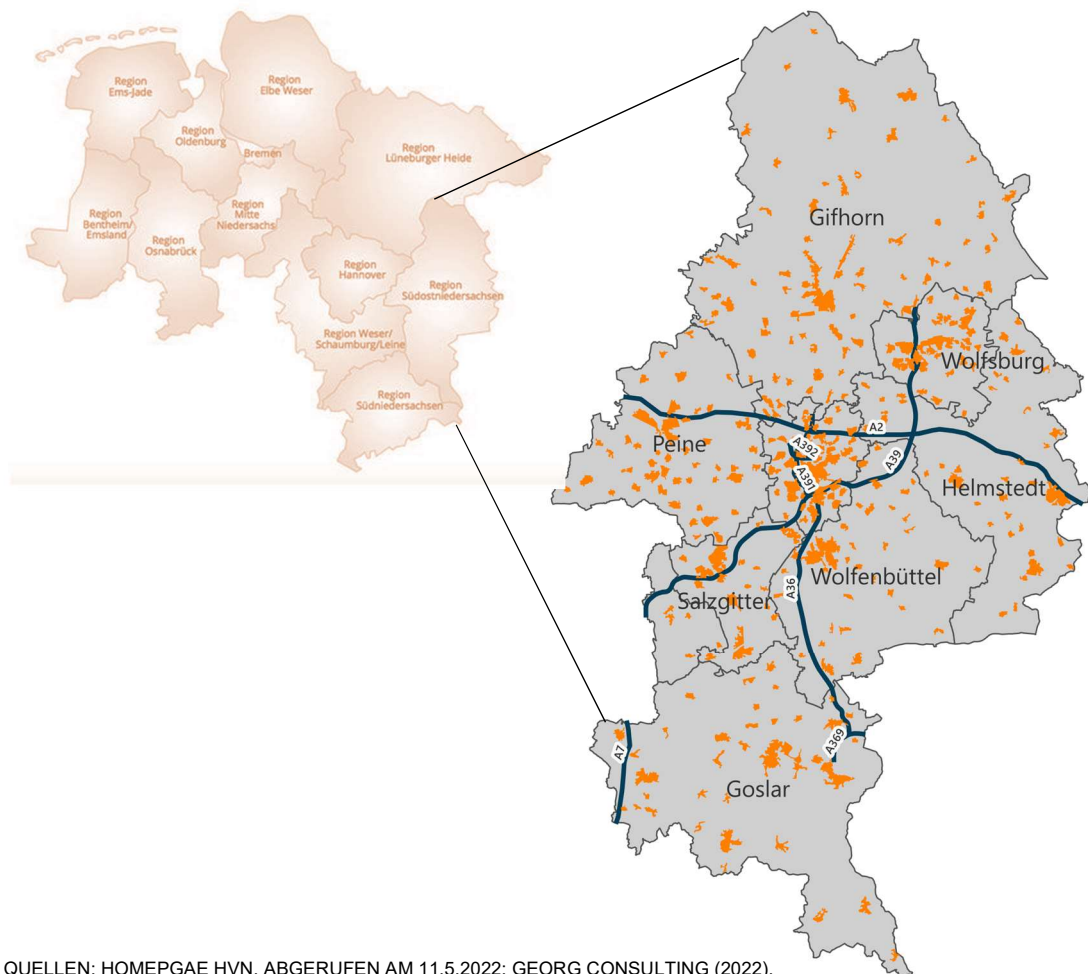 Region
Ems-Jade
Region
Elbe Weser
Region
Oldenburg
Bremen
Region
Lüneburger Heide
Region
Bentheim/
Emsland
Region
Osnabrück
Region
Mitte
Niedersachs
Region
Hannover
Region
Südostniedersachsen
Region Weser/
Schaumburg/Leine
Region
Südniedersachsen
Gifhorn
Wolfsburg
Peine
A2
A392
A391
A39
Helmstedt
Wolfenbüttel
A36
Salzgitter
A7
A369
Goslar
QUELLEN: HOMEPGAE HVN, ABGERUFEN AM 11.5.2022; GEORG CONSULTING (2022).